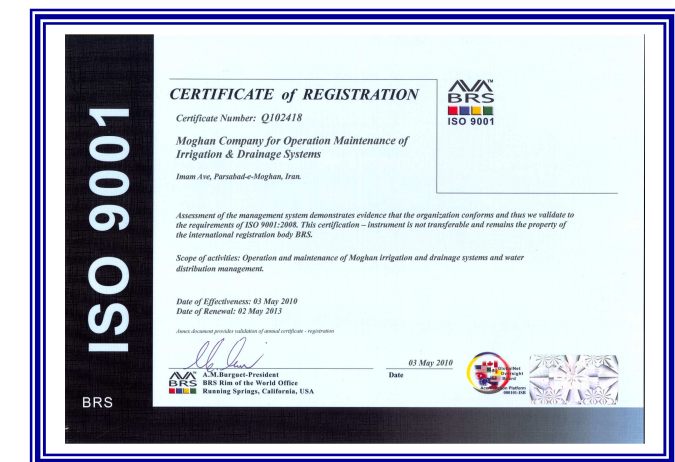 ISO 9001
BRS
CERTIFICATE of REGISTRATION
Certificate Number: Q102418
Moghan Company for Operation Maintenance of
Irrigation & Drainage Systems
Imam Ave, Parsabad-e-Moghan, Iran.
BRS™
ISO 9001
Assessment of the management system demonstrates evidence that the organization conforms and thus we validate to
the requirements of ISO 9001:2008. This certification – instrument is not transferable and remains the property of
the international registration body BRS.
Scope of activities: Operation and maintenance of Moghan irrigation and drainage systems and water
distribution management.
Date of Effectiveness: 03 May 2010
Date of Renewal: 02 May 2013
Annex document provides validation of annual certificate - registration
03 May 2010
Date
BRS
A.M.Burguet-President
BRS Rim of the World Office
Running Springs, California, USA
GlobalNet
Oversight
Board